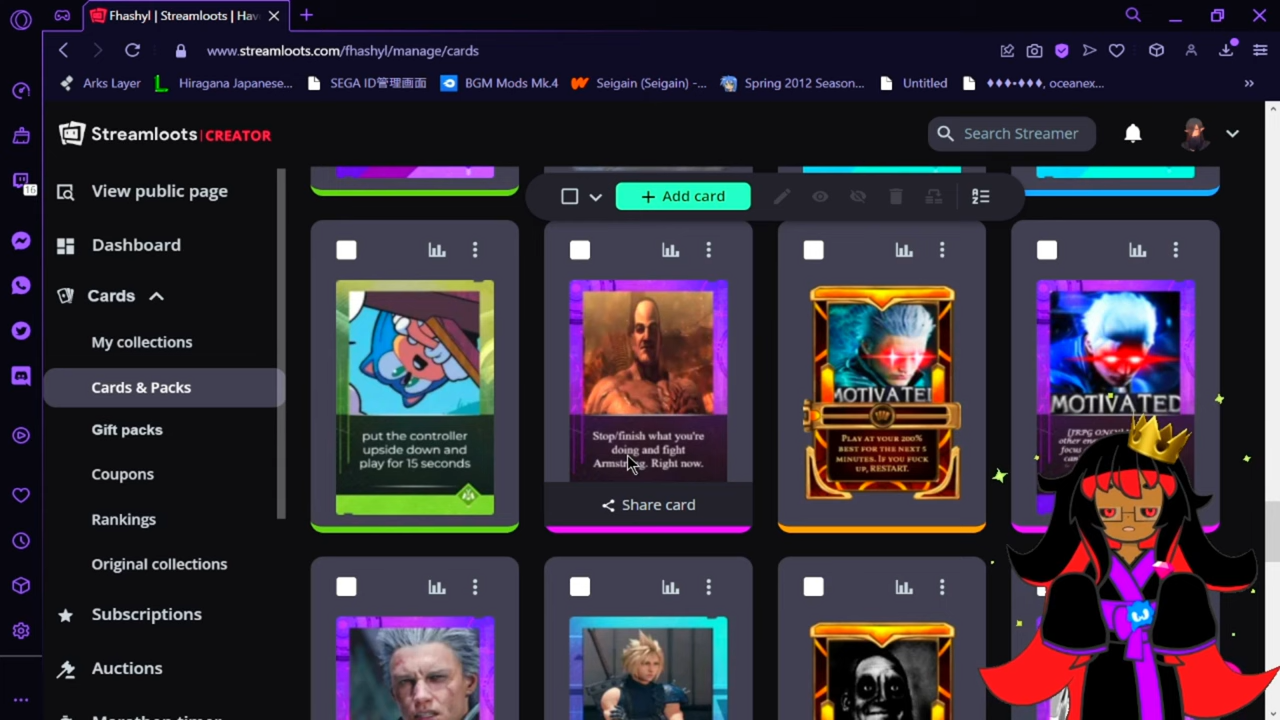 Fhashyl | Streamloots | Hav
www.streamloots.com/fhashyl/manage/cards
Arks Layer
Hiragana Japanese...
SEGA ID管理画面
BGM Mods Mk.4
Seigain (Seigain) -...
Spring 2012 Season...
Untitled
♦♦♦-♦♦♦, oceanex...
16
Streamloots | CREATOR
Search Streamer
View public page
Dashboard
Cards
My collections
Cards & Packs
Gift packs
Coupons
Rankings
Original collections
Subscriptions
Auctions
Marathon timer
+ Add card
put the controller
upside down and
play for 15 seconds
Stop/finish what you're
doing and fight
Armstrong. Right now.
Share card
MOTIVATED
PLAY AT YOUR 200%
BEST FOR THE NEXT 5
MINUTES. IF YOU FUCK
UP, RESTART.
MOTIVATED